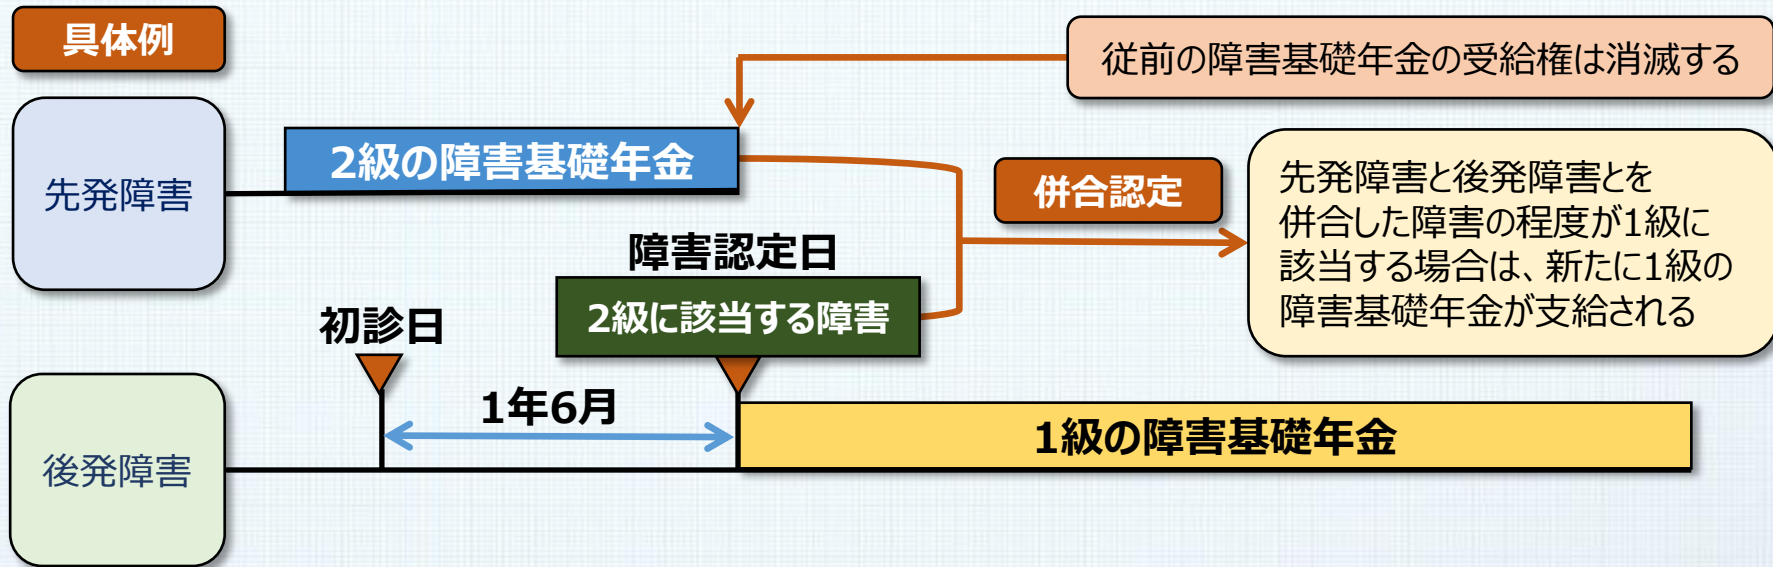 具体例
従前の障害基礎年金の受給権は消滅する
先発障害
2級の障害基礎年金
併合認定
先発障害と後発障害とを
併合した障害の程度が1級に
該当する場合は、新たに1級の
障害基礎年金が支給される
障害認定日
2級に該当する障害
初診日
1年6月
後発障害
1級の障害基礎年金